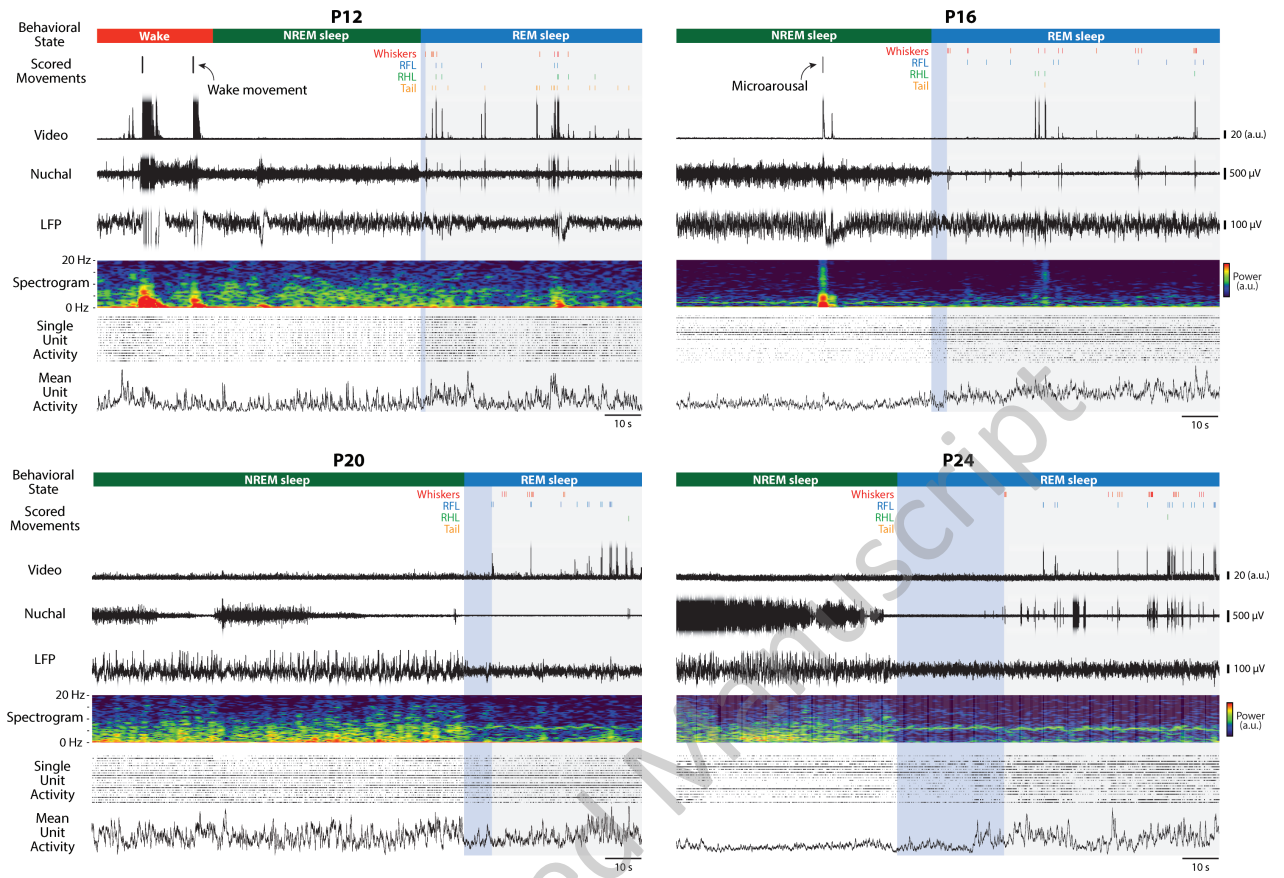 P12
Behavioral
State
Wake
NREM sleep
REM sleep
Scored
Movements
Wake movement
Whiskers
RFL
RHL
Tail
Video
Nuchal
LFP
20 Hz
Spectrogram
0 Hz
Single
Unit
Activity
Mean
Unit
Activity
10 s
P16
NREM sleep
REM sleep
Whiskers
RFL
RHL
Tail
Microarousal
20 (a.u.)
500 µV
100 µV
Power
(a.u.)
10 s
P20
Behavioral
State
NREM sleep
REM sleep
Scored
Movements
Whiskers
RFL
RHL
Tail
Video
Nuchal
LFP
20 Hz
Spectrogram
0 Hz
Single
Unit
Activity
Mean
Unit
Activity
10 s
P24
NREM sleep
REM sleep
Whiskers
RFL
RHL
Tail
20 (a.u.)
500 µV
100 µV
Power
(a.u.)
10 s
Manuscript